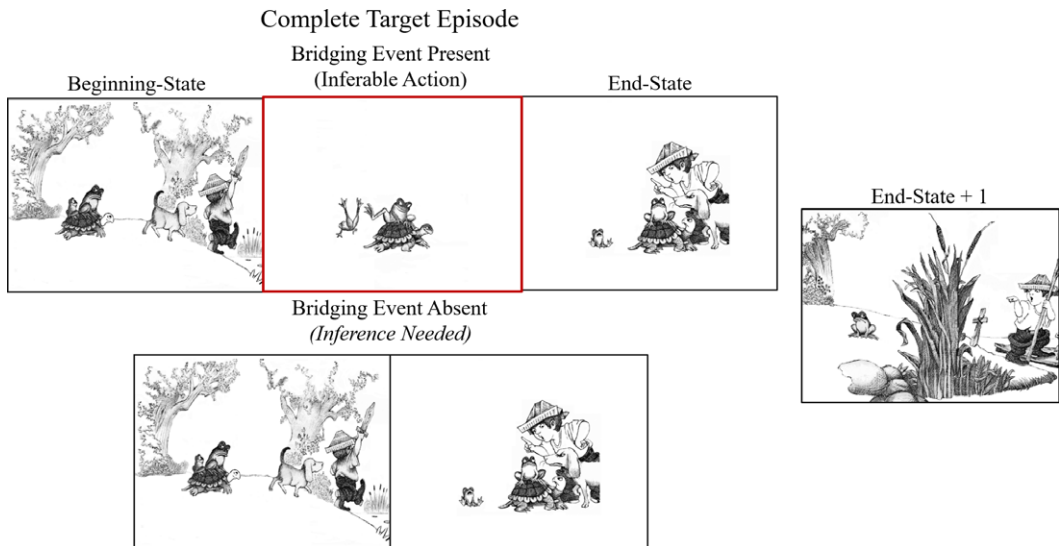 Complete Target Episode
Bridging Event Present
(Inferable Action)
Beginning-State
End-State
End-State + 1
Bridging Event Absent
(Inference Needed)